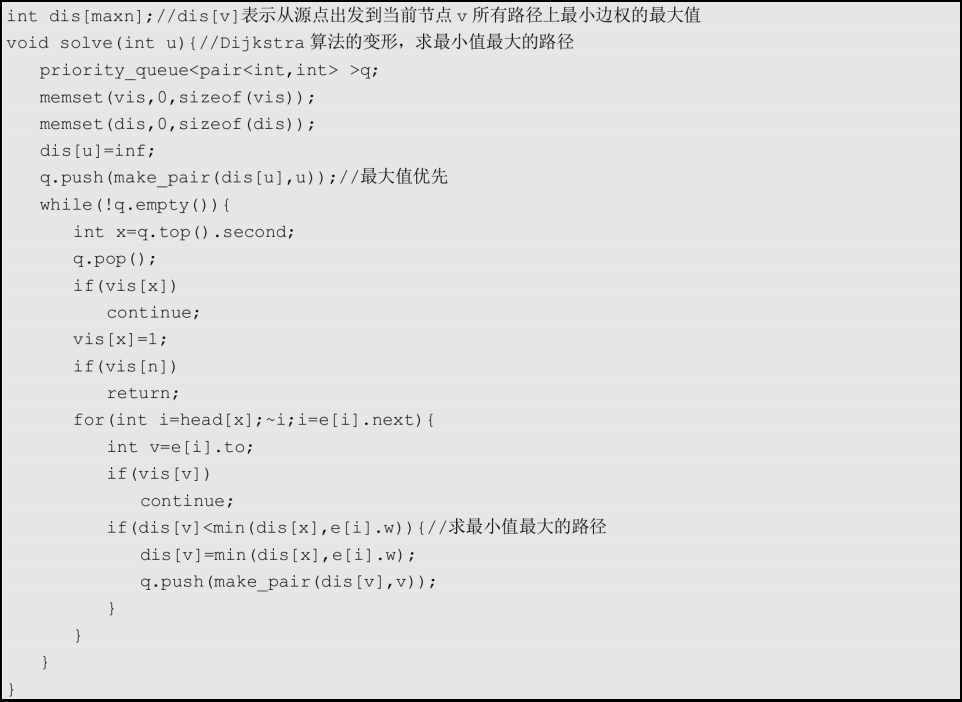 int dis[maxn];//dis[v]表示从源点出发到当前节点 v 所有路径上最小边权的最大值
void solve(int u){//Dijkstra 算法的变形，求最小值最大的路径
   priority_queue<pair<int,int> >q;
   memset(vis,0,sizeof(vis));
   memset(dis,0,sizeof(dis));
   dis[u]=inf;
   q.push(make_pair(dis[u],u));//最大值优先
   while(!q.empty()){
      int x=q.top().second;
      q.pop();
      if(vis[x])
         continue;
      vis[x]=1;
      if(vis[n])
         return;
      for(int i=head[x];~i;i=e[i].next){
         int v=e[i].to;
         if(vis[v])
            continue;
         if(dis[v]<min(dis[x],e[i].w)){//求最小值最大的路径
            dis[v]=min(dis[x],e[i].w);
            q.push(make_pair(dis[v],v));
         }
      }
   }
}